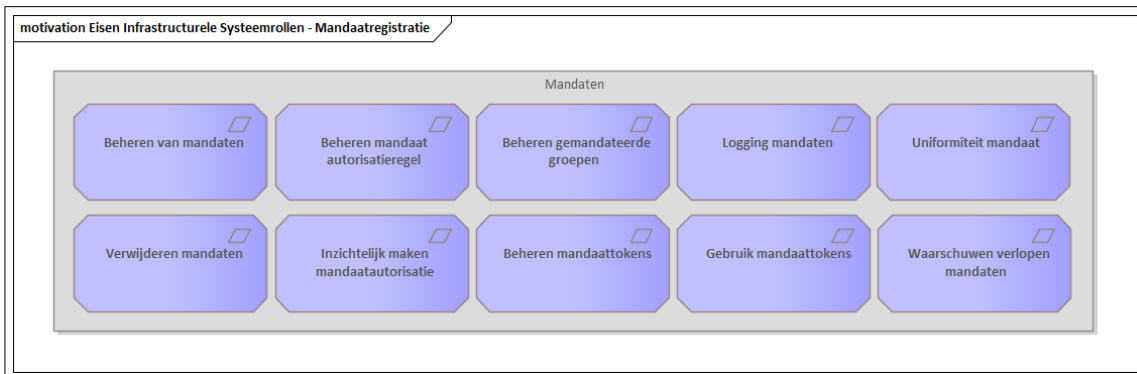 motivation Eisen Infrastructurele Systeemrollen - Mandaatregistratie
Mandaten
Beheren van mandaten
Beheren mandaat
autorisatieregel
Beheren gemandateerde
groepen
Logging mandaten
Uniformiteit mandaat
Verwijderen mandaten
Inzichtelijk maken
mandaatautorisatie
Beheren mandaattokens
Gebruik mandaattokens
Waarschuwen verlopen
mandaten